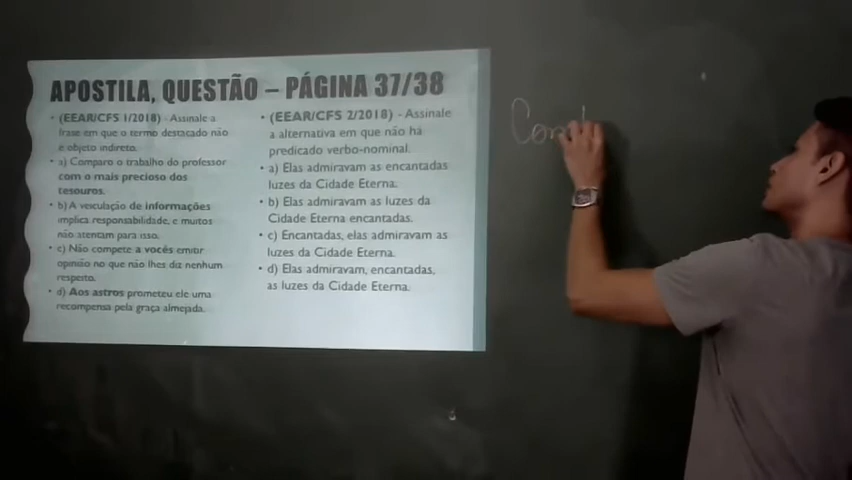 APOSTILA, QUESTÃO – PÁGINA 37/38
• (EEAR/CFS 1/2018) - Assinale a
frase em que o termo destacado não
é objeto indireto.
• a) Comparo o trabalho do professor
com o mais precioso dos
tesouros.
• b) A veiculação de informações
implica responsabilidade, e muitos
não atentam para isso.
• c) Não compete a vocês emitir
opinião no que não lhes diz nenhum
respeito.
• d) Aos astros prometeu ele uma
recompensa pela graça almejada.
• (EEAR/CFS 2/2018) - Assinale
a alternativa em que não há
predicado verbo-nominal.
• a) Elas admiravam as encantadas
luzes da Cidade Eterna.
• b) Elas admiravam as luzes da
Cidade Eterna encantadas.
• c) Encantadas, elas admiravam as
luzes da Cidade Eterna.
• d) Elas admiravam, encantadas,
as luzes da Cidade Eterna.